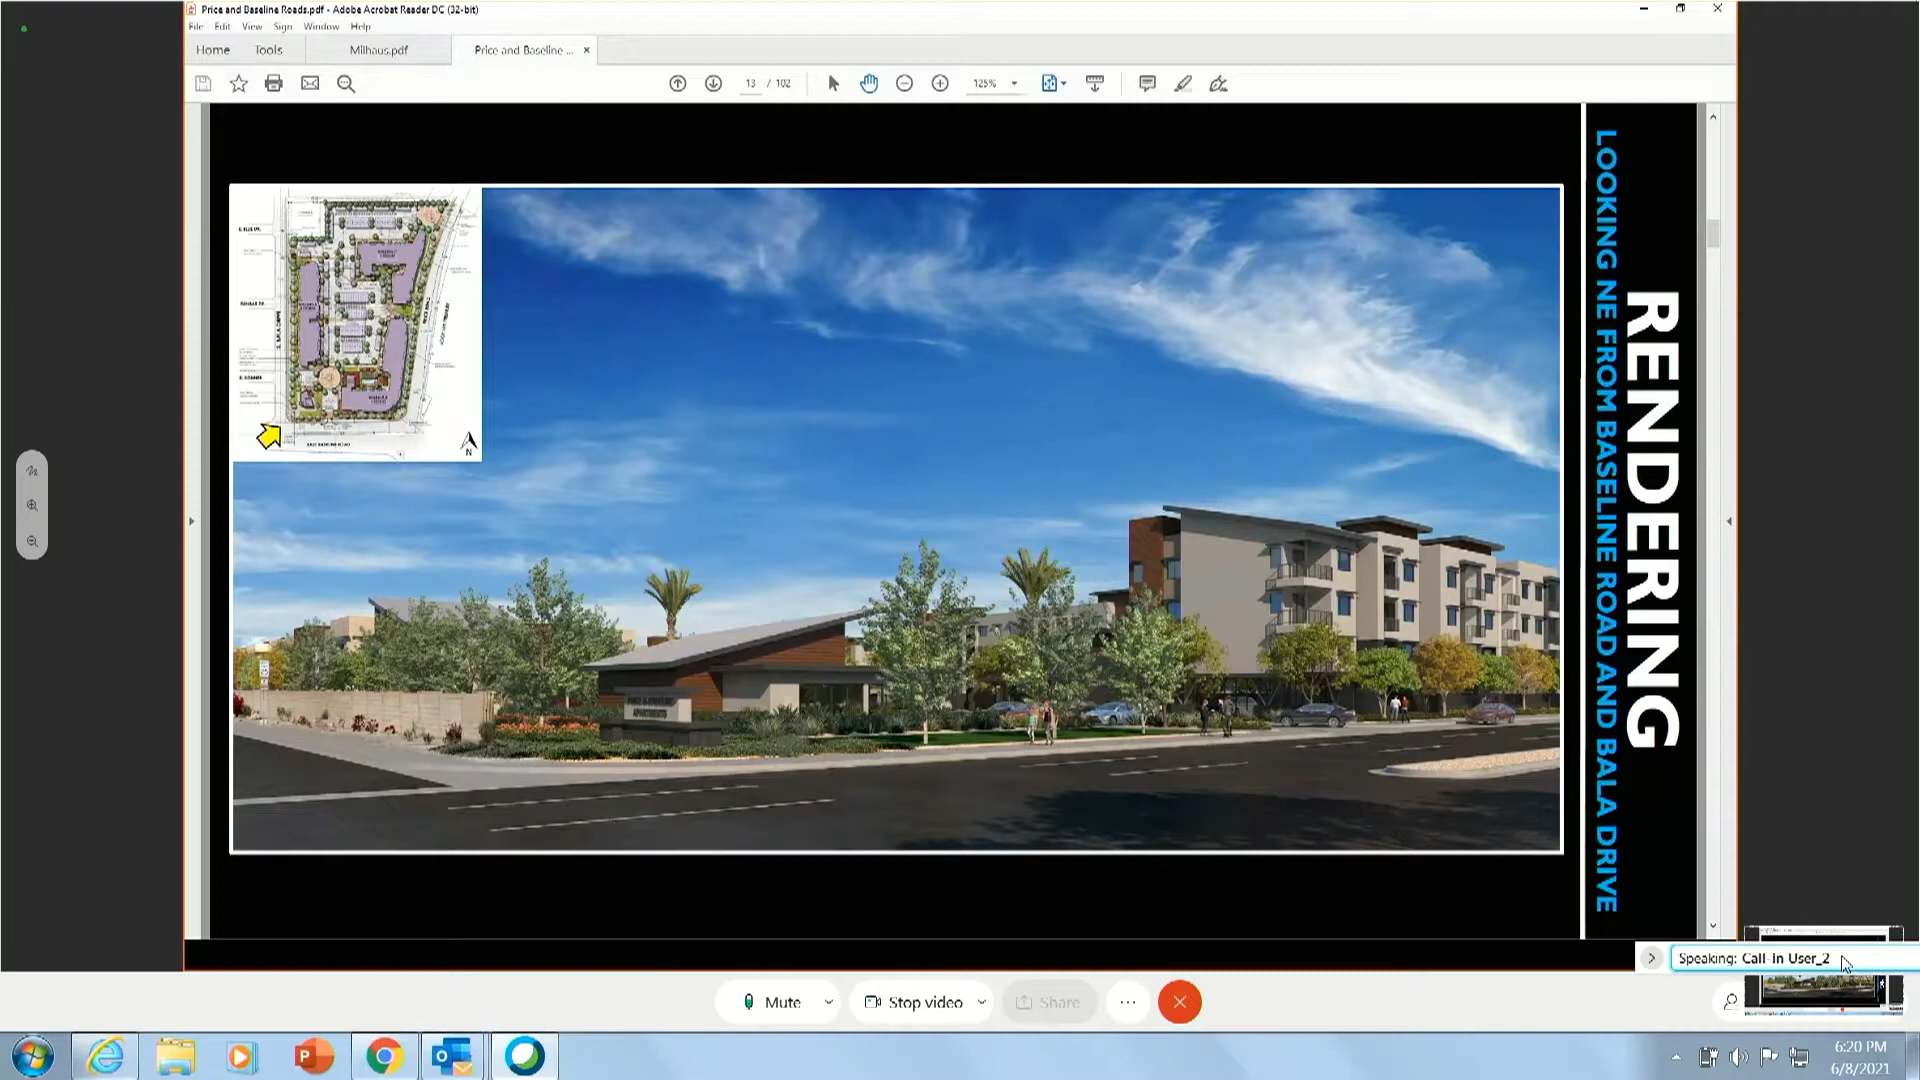 Price and Baseline Roads.pdf - Adobe Acrobat Reader DC (32-bit)
File Edit View Sign Window Help
Home Tools Milhaus.pdf Price and Baseline ... ×
13 / 102 125%
RENDERING
LOOKING NE FROM BASELINE ROAD AND BALA DRIVE
N
APARTMENTS
Speaking: Call-in User_2
Mute Stop video Share
6:20 PM
6/8/2021